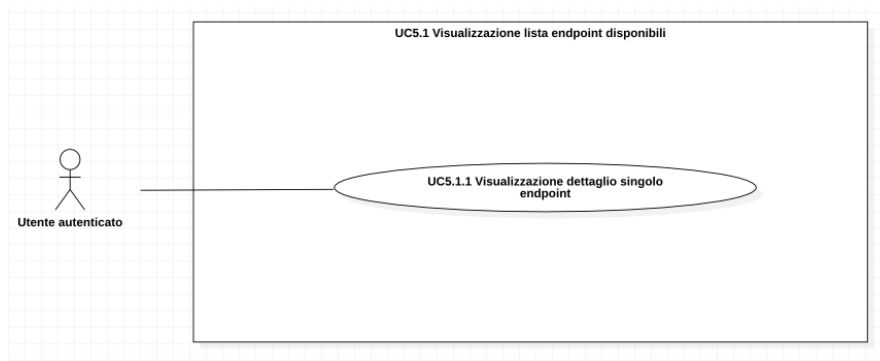 UC5.1 Visualizzazione lista endpoint disponibili
UC5.1.1 Visualizzazione dettaglio singolo
endpoint
Utente autenticato